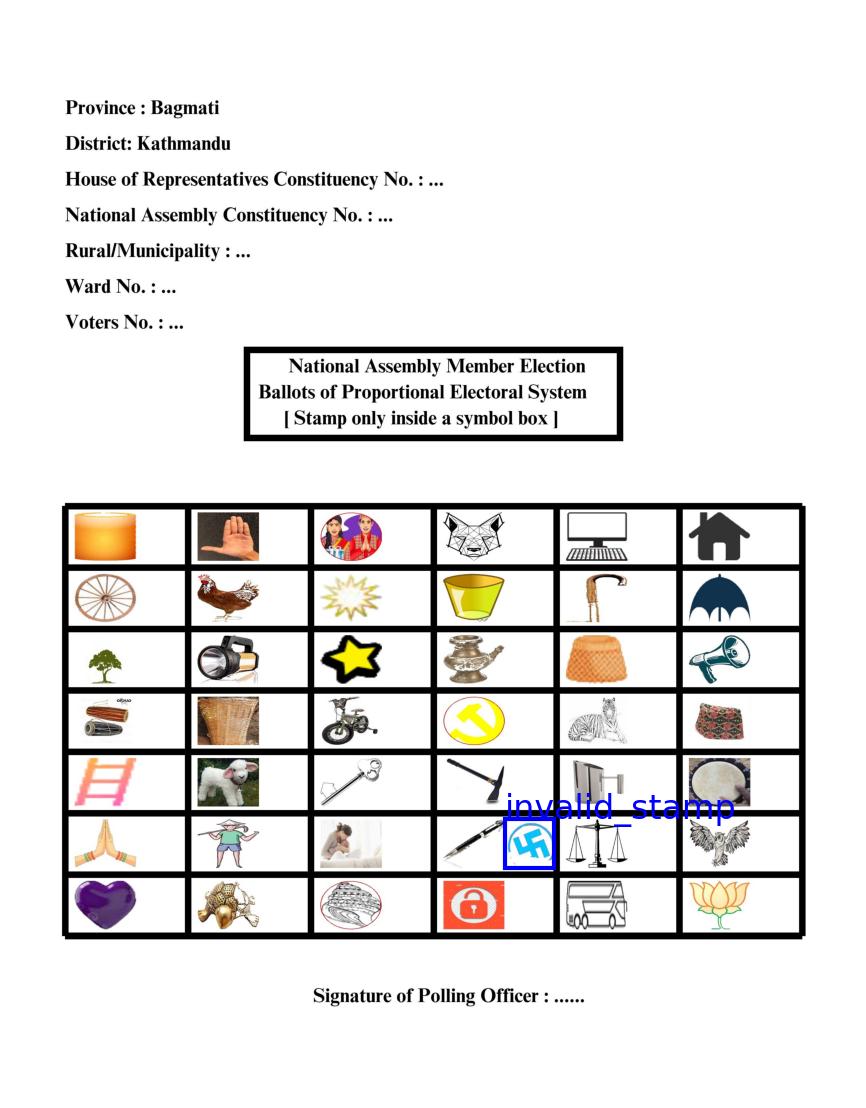 Province : Bagmati
District: Kathmandu
House of Representatives Constituency No. : ...
National Assembly Constituency No. : ...
Rural/Municipality : ...
Ward No. : ...
Voters No. : ...
National Assembly Member Election
Ballots of Proportional Electoral System
[ Stamp only inside a symbol box ]
invalid_stamp
Signature of Polling Officer : ......